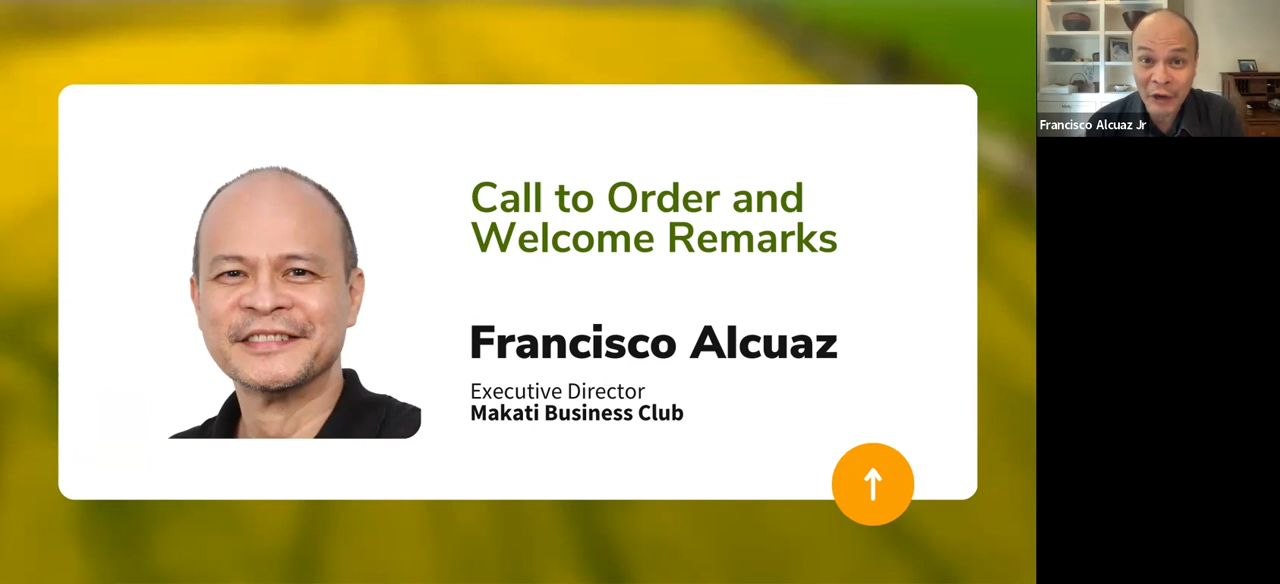 Call to Order and
Welcome Remarks
Francisco Alcuaz
Executive Director
Makati Business Club
Francisco Alcuaz Jr